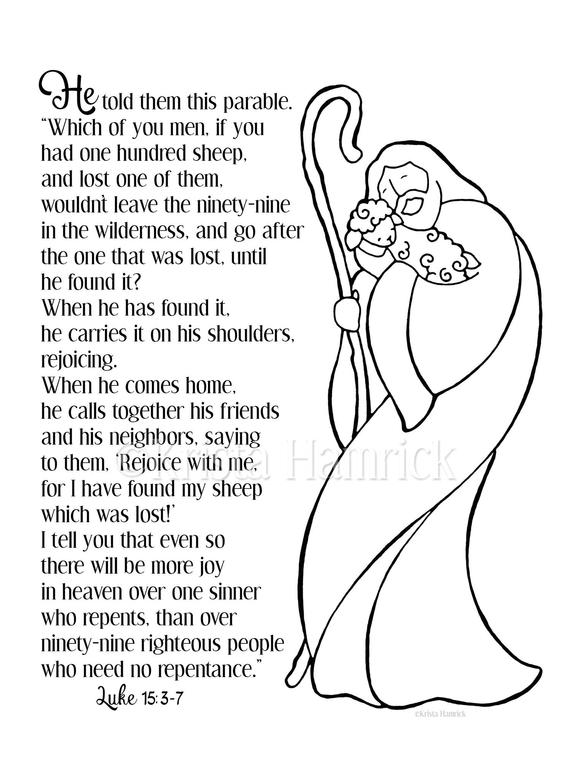 He told them this parable.
"Which of you men, if you
had one hundred sheep,
and lost one of them,
wouldn't leave the ninety-nine
in the wilderness, and go after
the one that was lost, until
he found it?
When he has found it,
he carries it on his shoulders,
rejoicing.
When he comes home,
he calls together his friends
and his neighbors, saying
to them, 'Rejoice with me,
for I have found my sheep
which was lost!'
I tell you that even so
there will be more joy
in heaven over one sinner
who repents, than over
ninety-nine righteous people
who need no repentance."
Luke 15:3-7
©Krista Hamrick
©Krista Hamrick